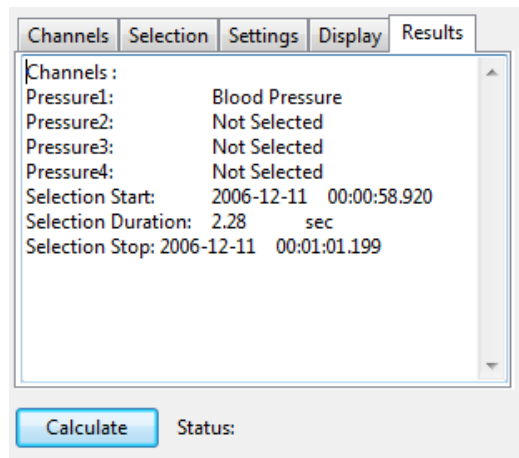 Channels Selection Settings Display Results
Channels :
Pressure1: Blood Pressure
Pressure2: Not Selected
Pressure3: Not Selected
Pressure4: Not Selected
Selection Start: 2006-12-11 00:00:58.920
Selection Duration: 2.28 sec
Selection Stop: 2006-12-11 00:01:01.199
Calculate Status: